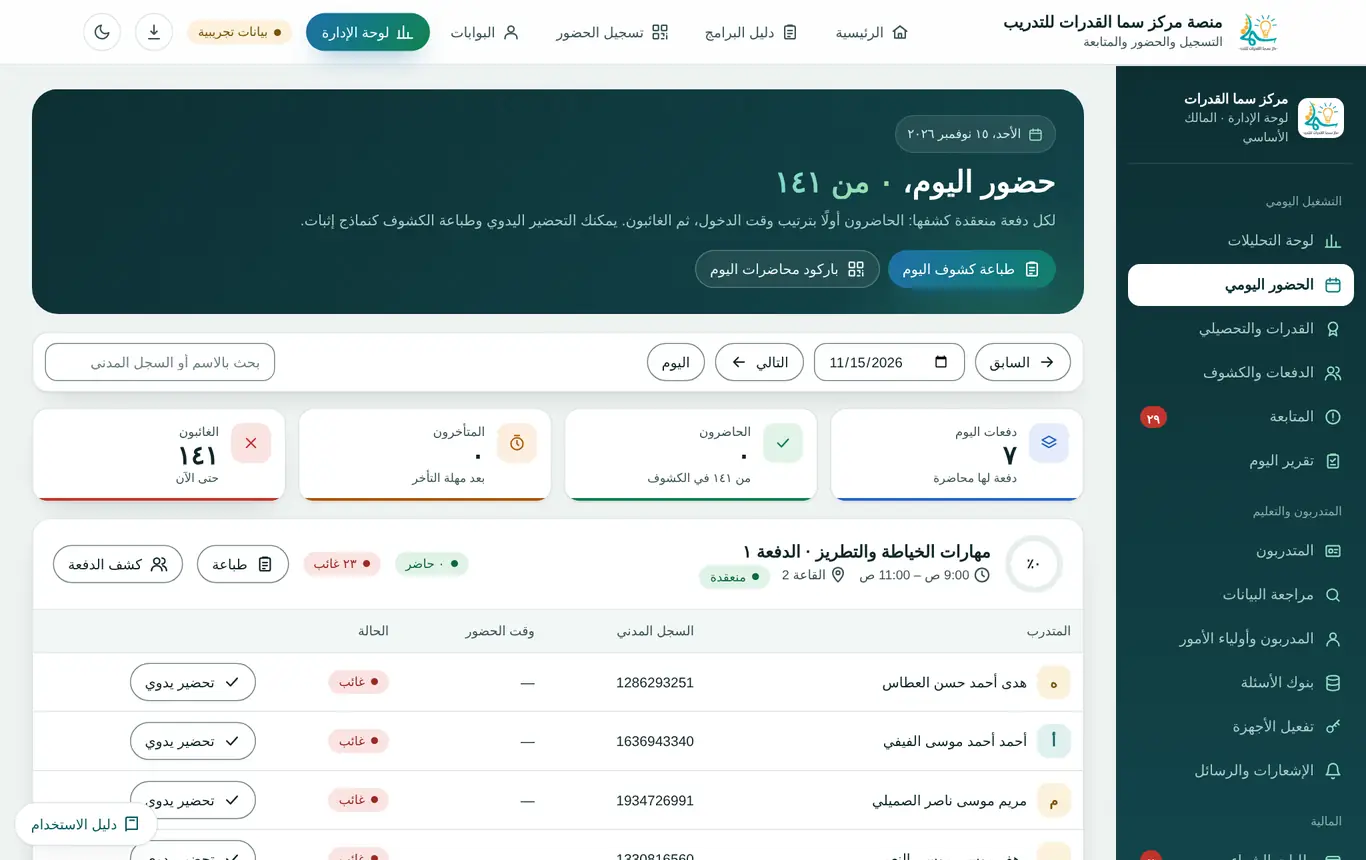 منصة مركز سما القدرات للتدريب
التسجيل والحضور والمتابعة
الرئيسية
دليل البرامج
تسجيل الحضور
البوابات
لوحة الإدارة
بيانات تجريبية
مركز سما القدرات
لوحة الإدارة · المالك
الأساسي
التشغيل اليومي
لوحة التحليلات
الحضور اليومي
القدرات والتحصيلي
الدفعات والكشوف
المتابعة
٢٩
تقرير اليوم
المتدربون والتعليم
المتدربون
مراجعة البيانات
المدربون وأولياء الأمور
بنوك الأسئلة
تفعيل الأجهزة
الإشعارات والرسائل
المالية
الأحد، ١٥ نوفمبر ٢٠٢٦
حضور اليوم، ٠ من ١٤١
لكل دفعة منعقدة كشفها: الحاضرون أولًا بترتيب وقت الدخول، ثم الغائبون. يمكنك التحضير اليدوي وطباعة الكشوف كنماذج إثبات.
طباعة كشوف اليوم
باركود محاضرات اليوم
السابق
11/15/2026
التالي
اليوم
بحث بالاسم أو السجل المدني
دفعات اليوم
٧
دفعة لها محاضرة
الحاضرون
٠
من ١٤١ في الكشوف
المتأخرون
٠
بعد مهلة التأخر
الغائبون
١٤١
حتى الآن
٪٠
مهارات الخياطة والتطريز · الدفعة ١
9:00 ص – 11:00 ص
القاعة 2
منعقدة
٠ حاضر
٢٣ غائب
طباعة
كشف الدفعة
المتدرب السجل المدني وقت الحضور الحالة
ه هدى أحمد حسن العطاس 1286293251 — غائب تحضير يدوي
أ أحمد أحمد موسى الفيفي 1636943340 — غائب تحضير يدوي
م مريم موسى ناصر الصميلي 1934726991 — غائب تحضير يدوي
دليل الاستخدام